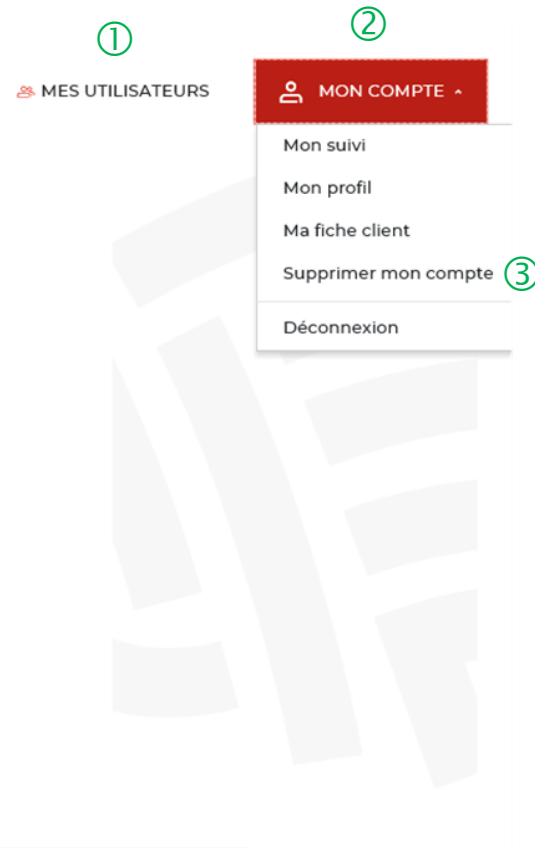 ① ②
MES UTILISATEURS MON COMPTE
Mon suivi
Mon profil
Ma fiche client
Supprimer mon compte ③
Déconnexion